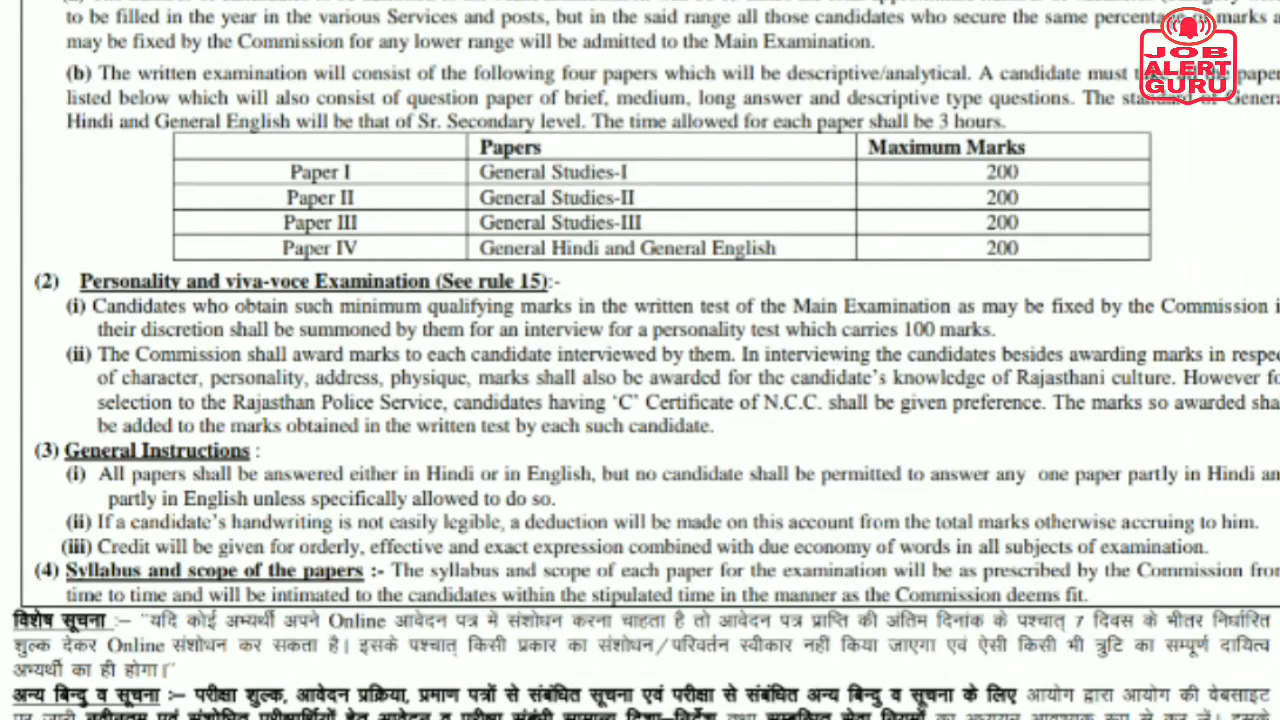 to be filled in the year in the various Services and posts, but in the said range all those candidates who secure the same percentage of marks a
may be fixed by the Commission for any lower range will be admitted to the Main Examination.
(b) The written examination will consist of the following four papers which will be descriptive/analytical. A candidate must paper
listed below which will also consist of question paper of brief, medium, long answer and descriptive type questions. The standard of Gener
Hindi and General English will be that of Sr. Secondary level. The time allowed for each paper shall be 3 hours.
Papers Maximum Marks
Paper I General Studies-I 200
Paper II General Studies-II 200
Paper III General Studies-III 200
Paper IV General Hindi and General English 200
(2) Personality and viva-voce Examination (See rule 15):-
(i) Candidates who obtain such minimum qualifying marks in the written test of the Main Examination as may be fixed by the Commission i
their discretion shall be summoned by them for an interview for a personality test which carries 100 marks.
(ii) The Commission shall award marks to each candidate interviewed by them. In interviewing the candidates besides awarding marks in respec
of character, personality, address, physique, marks shall also be awarded for the candidate's knowledge of Rajasthani culture. However fo
selection to the Rajasthan Police Service, candidates having 'C' Certificate of N.C.C. shall be given preference. The marks so awarded sha
be added to the marks obtained in the written test by each such candidate.
(3) General Instructions :
(i) All papers shall be answered either in Hindi or in English, but no candidate shall be permitted to answer any one paper partly in Hindi an
partly in English unless specifically allowed to do so.
(ii) If a candidate's handwriting is not easily legible, a deduction will be made on this account from the total marks otherwise accruing to him.
(iii) Credit will be given for orderly, effective and exact expression combined with due economy of words in all subjects of examination.
(4) Syllabus and scope of the papers :- The syllabus and scope of each paper for the examination will be as prescribed by the Commission from
time to time and will be intimated to the candidates within the stipulated time in the manner as the Commission deems fit.
विशेष सूचना :– "यदि कोई अभ्यर्थी अपने Online आवेदन पत्र में संशोधन करना चाहता है तो आवेदन पत्र प्राप्ति की अंतिम दिनांक के पश्चात् 7 दिवस के भीतर निर्धारित
शुल्क देकर Online संशोधन कर सकता है। इसके पश्चात् किसी प्रकार का संशोधन/परिवर्तन स्वीकार नहीं किया जाएगा एवं ऐसी किसी भी त्रुटि का सम्पूर्ण दायित्व
अभ्यर्थी का ही होगा।"
अन्य बिन्दु व सूचना :– परीक्षा शुल्क, आवेदन प्रक्रिया, प्रमाण पत्रों से संबंधित सूचना एवं परीक्षा से संबंधित अन्य बिन्दु व सूचना के लिए आयोग द्वारा आयोग की वेबसाइट
JOB
ALERT
GURU